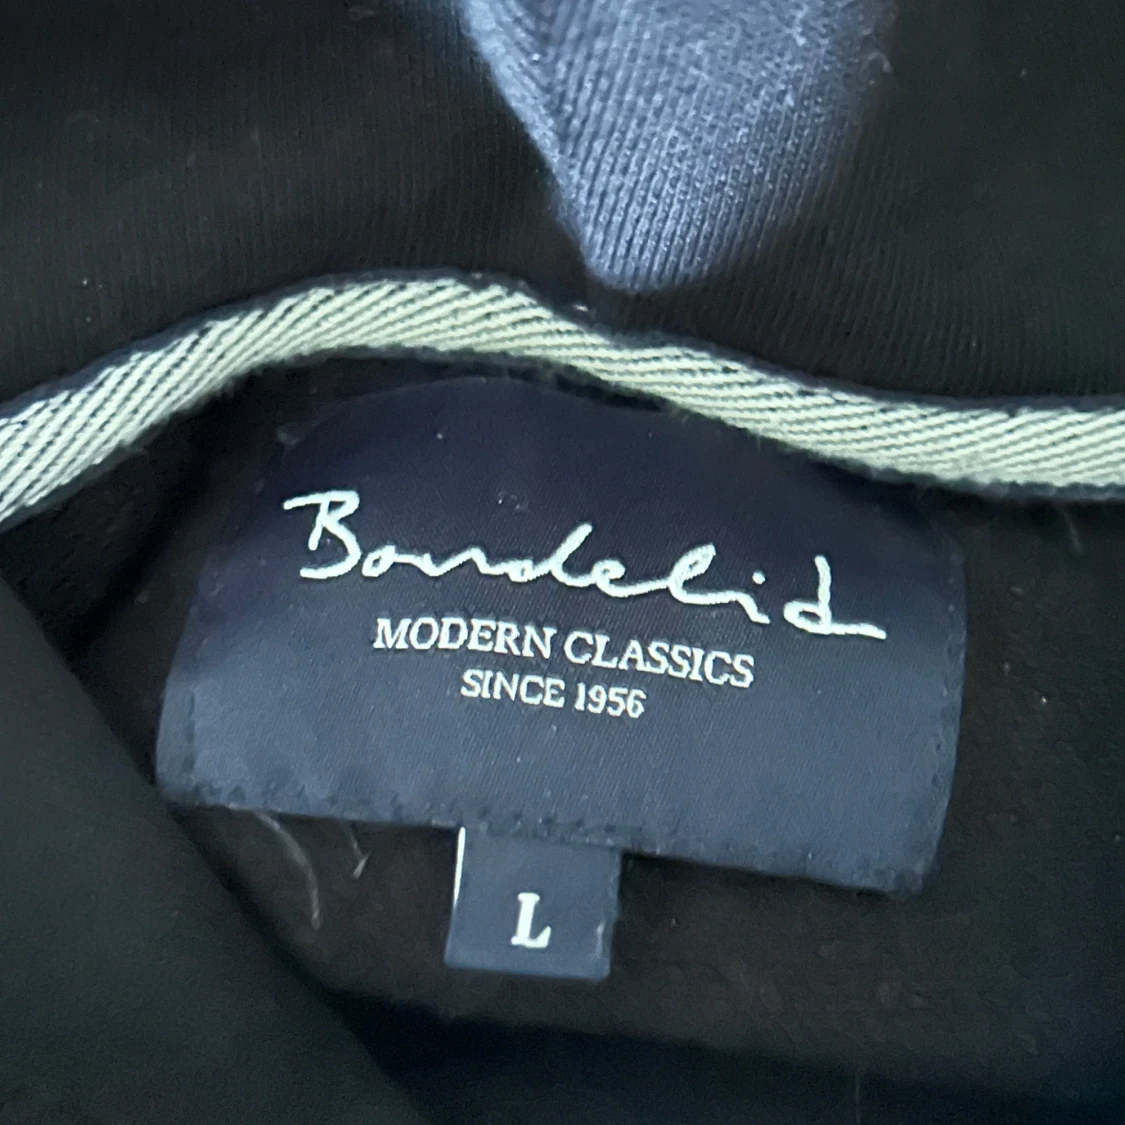 Bondelid
MODERN CLASSICS
SINCE 1956
L